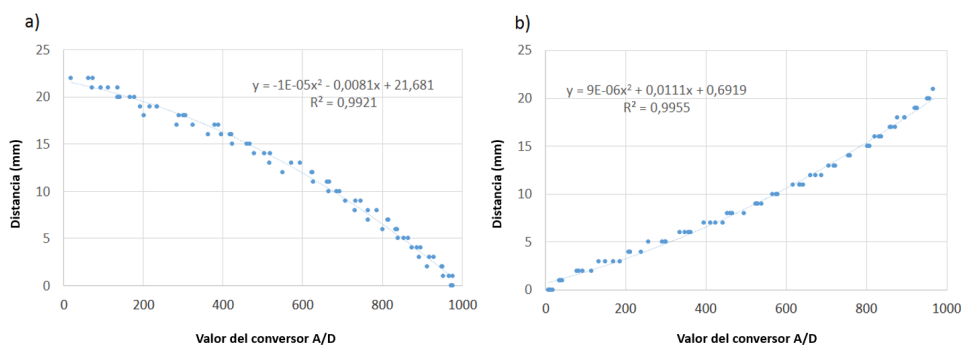 a)
25
20
15
10
5
0
0 200 400 600 800 1000
Distancia (mm)
Valor del conversor A/D
y = -1E-05x² - 0,0081x + 21,681
R² = 0,9921
b)
25
20
15
10
5
0
0 200 400 600 800 1000
Distancia (mm)
Valor del conversor A/D
y = 9E-06x² + 0,0111x + 0,6919
R² = 0,9955